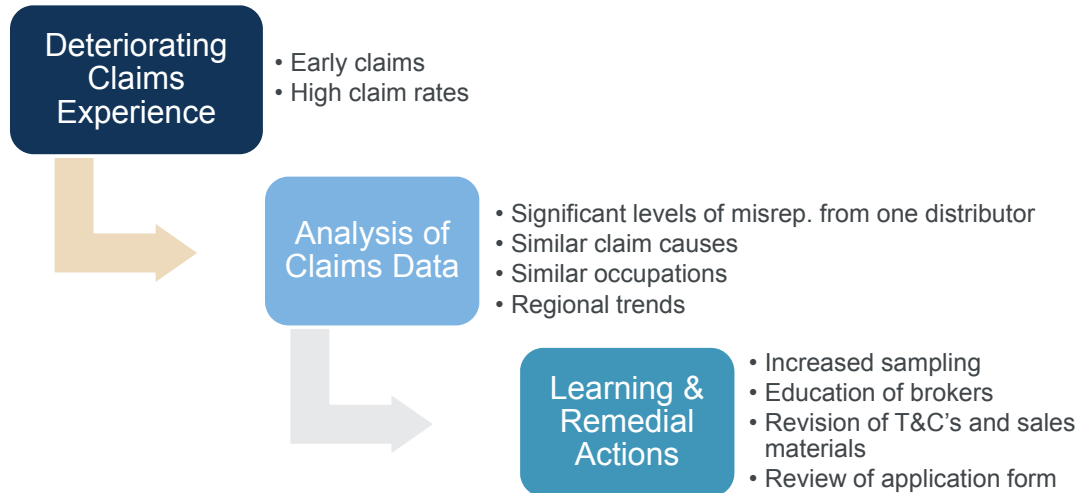 Deteriorating
Claims
Experience
• Early claims
• High claim rates
Analysis of
Claims Data
• Significant levels of misrep. from one distributor
• Similar claim causes
• Similar occupations
• Regional trends
Learning &
Remedial
Actions
• Increased sampling
• Education of brokers
• Revision of T&C's and sales
materials
• Review of application form